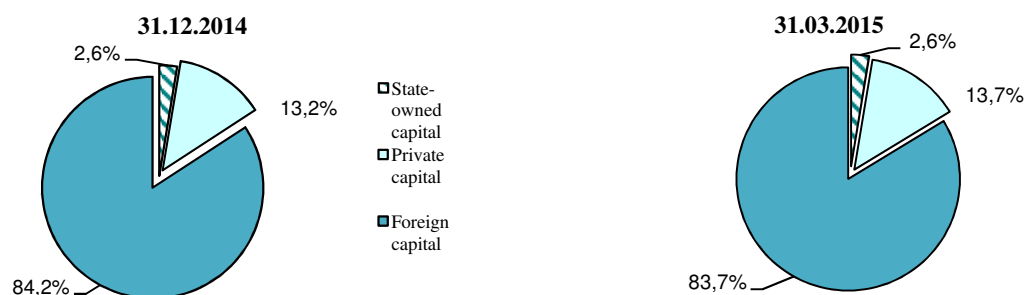 31.12.2014
2,6%
13,2%
84,2%
State-
owned
capital
Private
capital
Foreign
capital
31.03.2015
2,6%
13,7%
83,7%